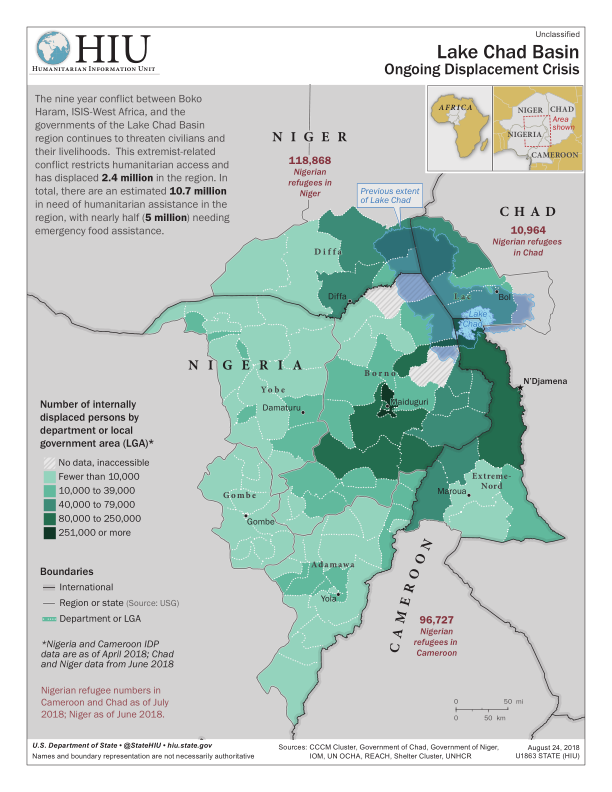 Unclassified
HIU
HUMANITARIAN INFORMATION UNIT
Lake Chad Basin
Ongoing Displacement Crisis
The nine year conflict between Boko
Haram, ISIS-West Africa, and the
governments of the Lake Chad Basin
region continues to threaten civilians and
their livelihoods.  This extremist-related
conflict restricts humanitarian access and
has displaced 2.4 million in the region. In
total, there are an estimated 10.7 million
in need of humanitarian assistance in the
region, with nearly half (5 million) needing
emergency food assistance.
AFRICA
NIGER
CHAD
Area
shown
NIGERIA
CAMEROON
NIGER
118,868
Nigerian
refugees in
Niger
Previous extent
of Lake Chad
CHAD
10,964
Nigerian refugees
in Chad
Diffa
Diffa
Lac
Bol
Lake
Chad
NIGERIA
Borno
N'Djamena
Yobe
Maiduguri
Damaturu
Number of internally
displaced persons by
department or local
government area (LGA)*
No data, inaccessible
Fewer than 10,000
10,000 to 39,000
40,000 to 79,000
80,000 to 250,000
251,000 or more
Extreme-
Nord
Maroua
Gombe
Gombe
Adamawa
Yola
CAMEROON
96,727
Nigerian
refugees in
Cameroon
Boundaries
International
Region or state (Source: USG)
Department or LGA
*Nigeria and Cameroon IDP
data are as of April 2018; Chad
and Niger data from June 2018
Nigerian refugee numbers in
Cameroon and Chad as of July
2018; Niger as of June 2018.
0 50 mi
0 50 km
U.S. Department of State • @StateHIU • hiu.state.gov
Names and boundary representation are not necessarily authoritative
Sources: CCCM Cluster, Government of Chad, Government of Niger,
IOM, UN OCHA, REACH, Shelter Cluster, UNHCR
August 24, 2018
U1863 STATE (HIU)